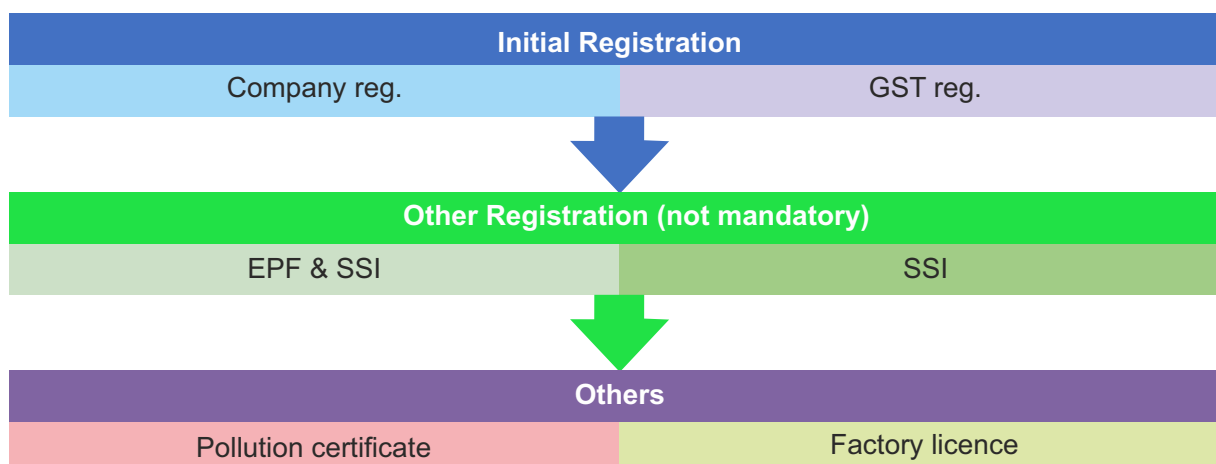 Initial Registration
Company reg.
GST reg.
Other Registration (not mandatory)
EPF & SSI
SSI
Others
Pollution certificate
Factory licence